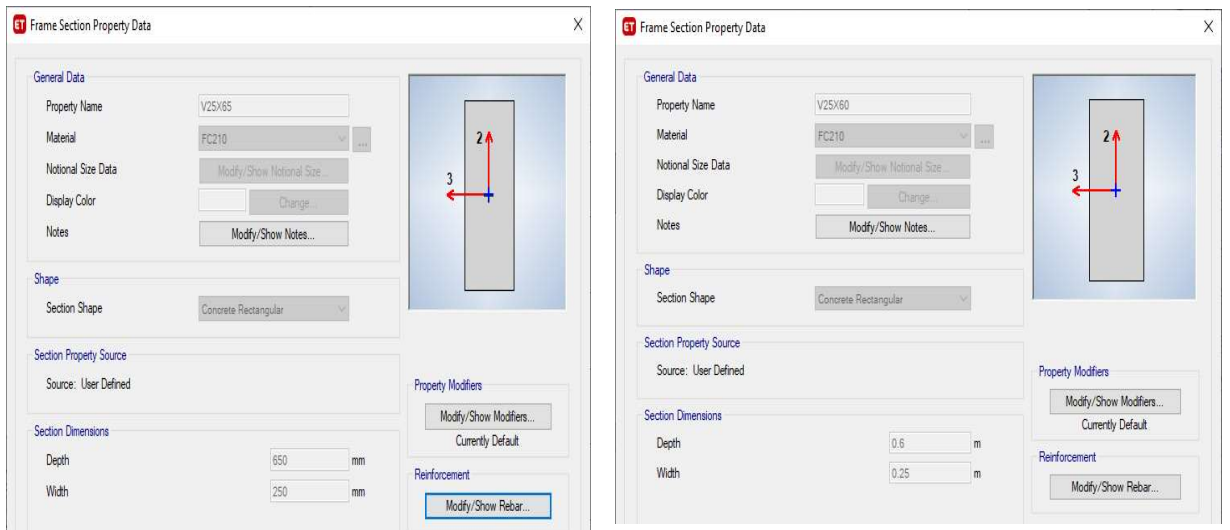 ET Frame Section Property Data X
General Data
Property Name V25X65
Material FC210 ...
Notional Size Data Modify/Show Notional Size...
Display Color Change...
Notes Modify/Show Notes...
2
3
Shape
Section Shape Concrete Rectangular
Section Property Source
Source: User Defined
Property Modifiers
Modify/Show Modifiers...
Currently Default
Section Dimensions
Depth 650 mm
Width 250 mm
Reinforcement
Modify/Show Rebar...
ET Frame Section Property Data X
General Data
Property Name V25X60
Material FC210 ...
Notional Size Data Modify/Show Notional Size...
Display Color Change...
Notes Modify/Show Notes...
2
3
Shape
Section Shape Concrete Rectangular
Section Property Source
Source: User Defined
Property Modifiers
Modify/Show Modifiers...
Currently Default
Section Dimensions
Depth 0.6 m
Width 0.25 m
Reinforcement
Modify/Show Rebar...